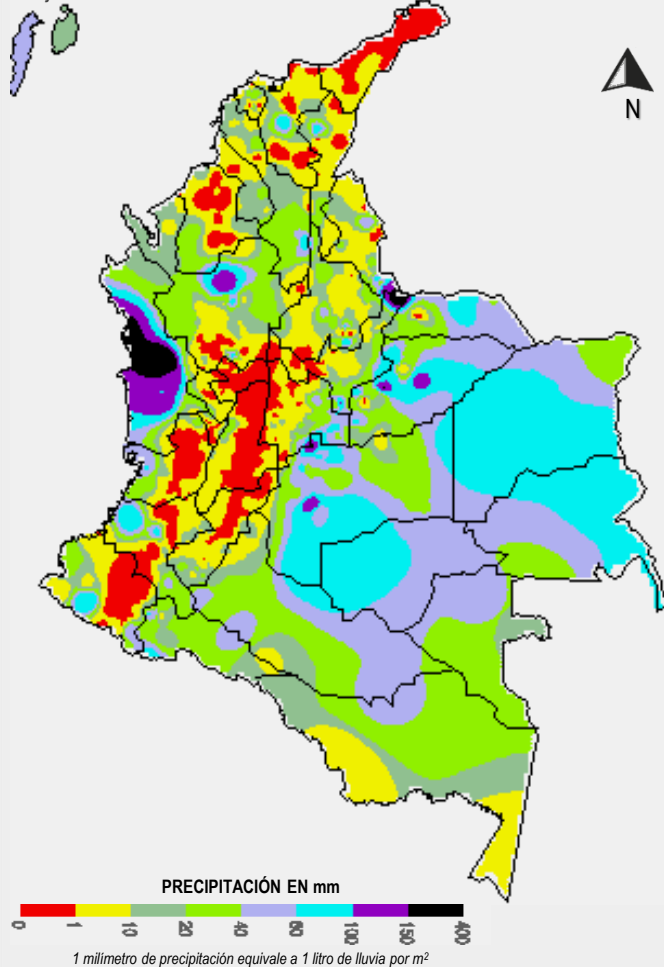 N
PRECIPITACIÓN EN mm
0 1 10 20 40 60 100 150 400
1 milímetro de precipitación equivale a 1 litro de lluvia por m²